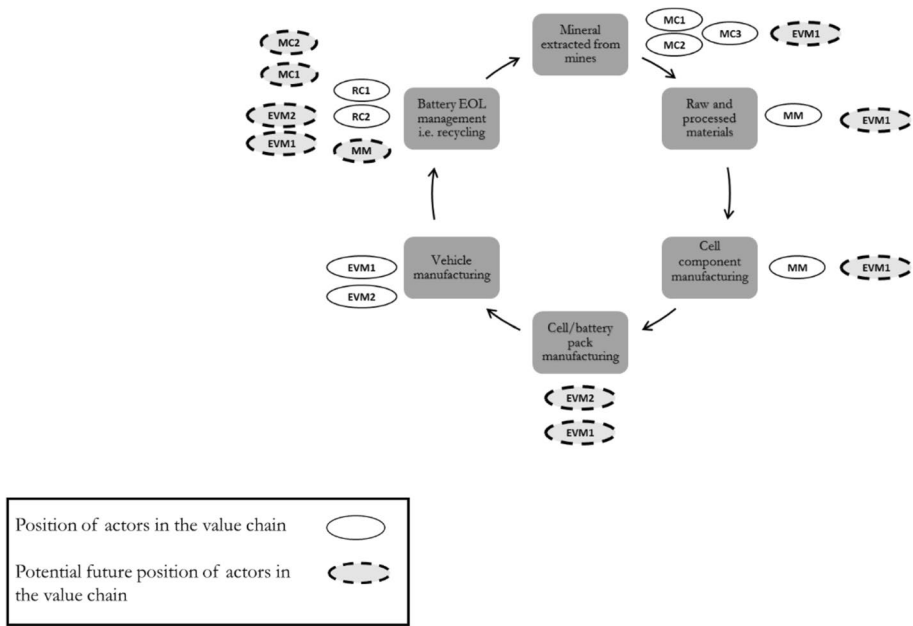 Mineral
extracted from
mines
MC1
MC2
MC3
EVM1
Raw and
processed
materials
MM
EVM1
Cell
component
manufacturing
MM
EVM1
Cell/battery
pack
manufacturing
EVM2
EVM1
Vehicle
manufacturing
EVM1
EVM2
Battery EOL
management
i.e. recycling
RC1
RC2
MM
MC2
MC1
EVM2
EVM1
Position of actors in the value chain
Potential future position of actors in
the value chain